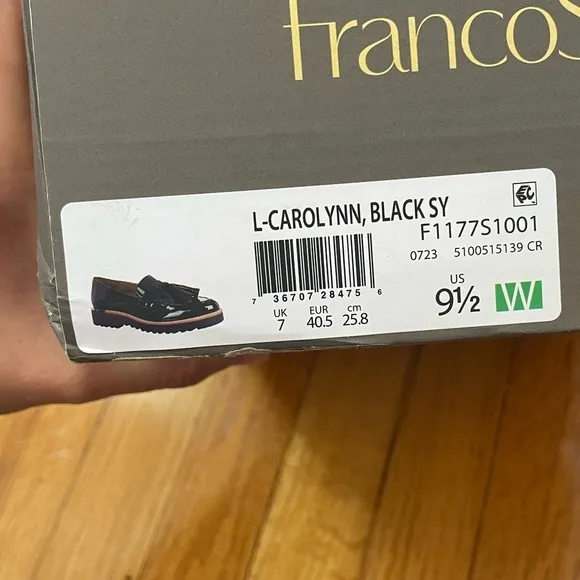 FrancoS
L-CAROLYNN, BLACK SY
F1177S1001
0723 5100515139 CR
7 36707 28475 6
UK EUR cm US
7 40.5 25.8 9½ W